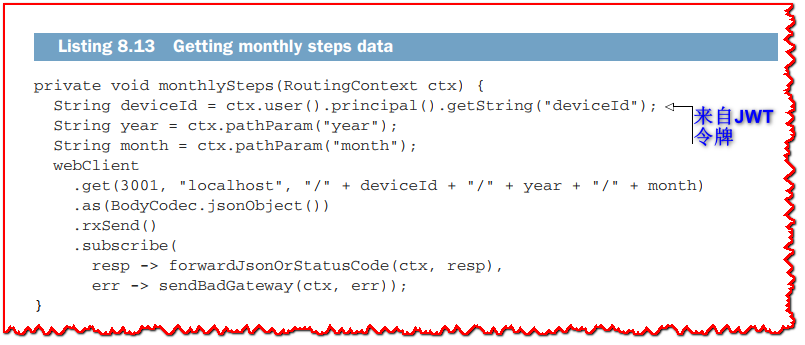 Listing 8.13 Getting monthly steps data
private void monthlySteps(RoutingContext ctx) {
  String deviceId = ctx.user().principal().getString("deviceId");
来自JWT
令牌
  String year = ctx.pathParam("year");
  String month = ctx.pathParam("month");
  webClient
    .get(3001, "localhost", "/" + deviceId + "/" + year + "/" + month)
    .as(BodyCodec.jsonObject())
    .rxSend()
    .subscribe(
      resp -> forwardJsonOrStatusCode(ctx, resp),
      err -> sendBadGateway(ctx, err));
}